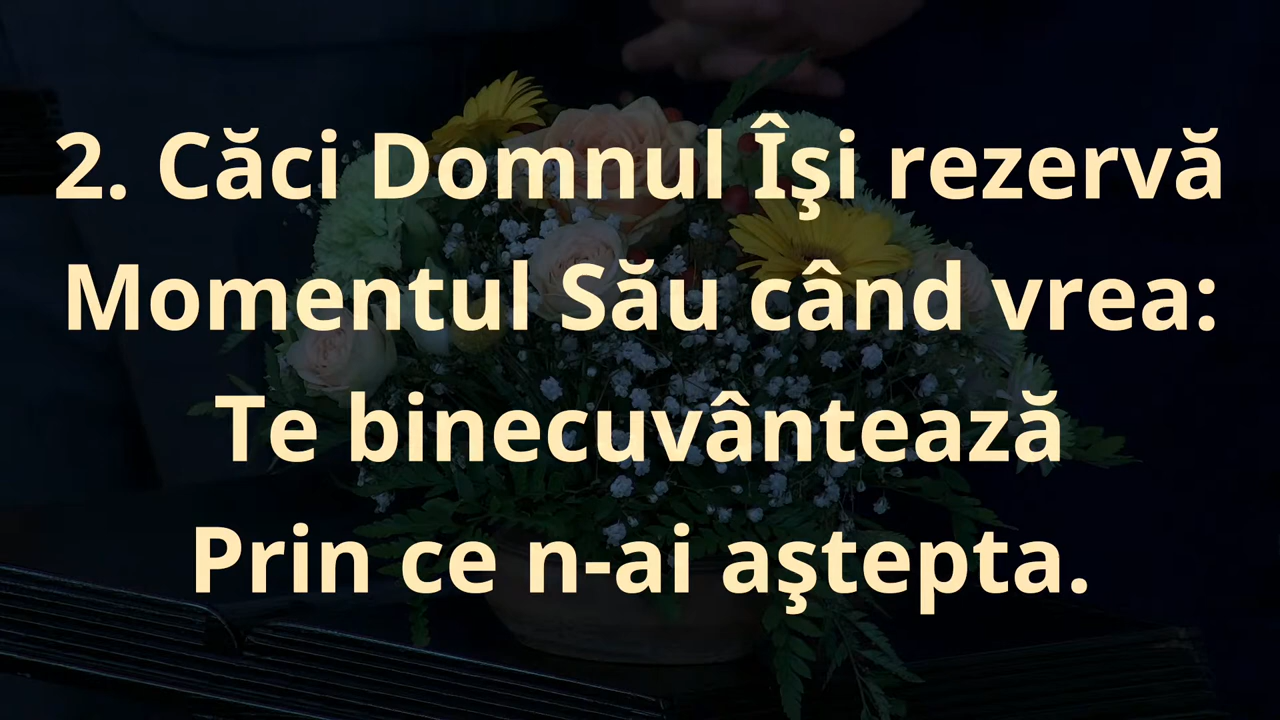 2. Căci Domnul Îşi rezervă
Momentul Său când vrea:
Te binecuvântează
Prin ce n-ai aştepta.